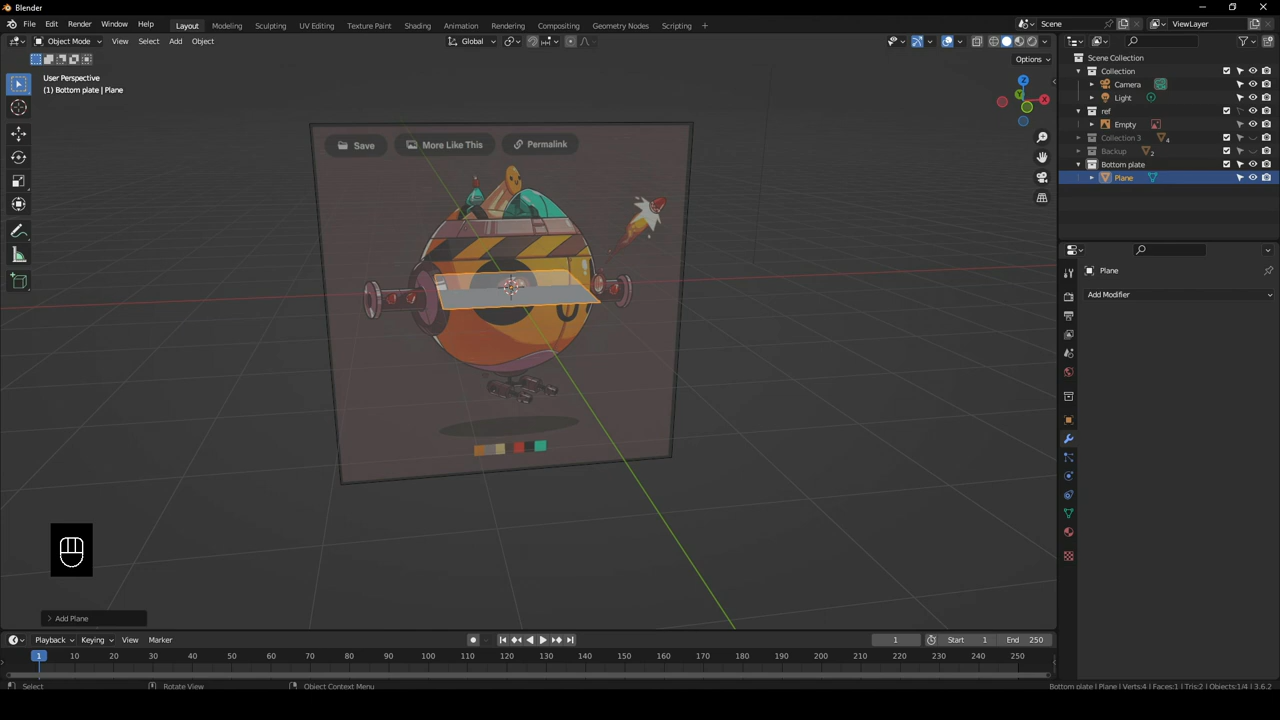 Blender
File Edit Render Window Help Layout Modeling Sculpting UV Editing Texture Paint Shading Animation Rendering Compositing Geometry Nodes Scripting + Scene ViewLayer
Object Mode View Select Add Object Global
Options
User Perspective
(1) Bottom plate | Plane
Save More Like This Permalink
Z
X
Y
Add Plane
Scene Collection
Collection
Camera
Light
ref
Empty
Collection 3 4
Backup 2
Bottom plate
Plane
Plane
Add Modifier
Playback Keying View Marker 1 Start 1 End 250
1 10 20 30 40 50 60 70 80 90 100 110 120 130 140 150 160 170 180 190 200 210 220 230 240 250
Select Rotate View Object Context Menu Bottom plate | Plane | Verts:4 | Faces:1 | Tris:2 | Objects:1/4 | 3.6.2